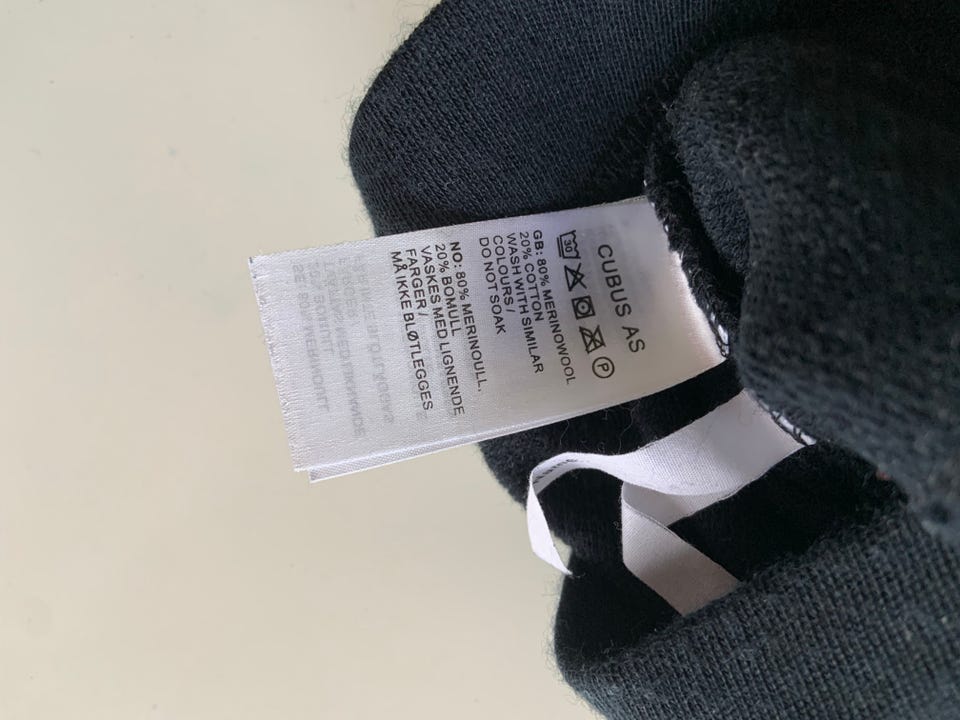 CUBUS AS
30
P
GB: 80% MERINOWOOL
20% COTTON
WASH WITH SIMILAR
COLOURS /
DO NOT SOAK
NO: 80% MERINOULL.
20% BOMULL
VASKES MED LIGNENDE
FARGER /
MÅ IKKE BLØTLEGGES